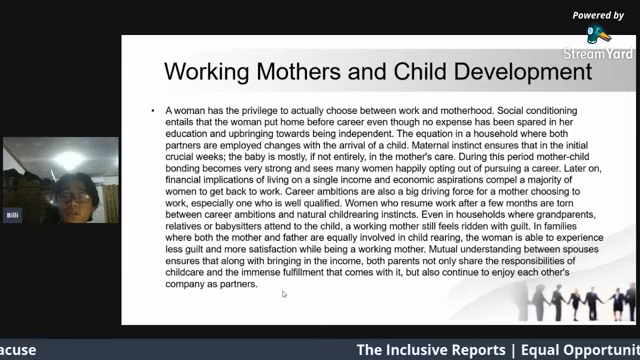 Powered by
StreamYard
Working Mothers and Child Development
• A woman has the privilege to actually choose between work and motherhood. Social conditioning
entails that the woman put home before career even though no expense has been spared in her
education and upbringing towards being independent. The equation in a household where both
partners are employed changes with the arrival of a child. Maternal instinct ensures that in the initial
crucial weeks; the baby is mostly, if not entirely, in the mother's care. During this period mother-child
bonding becomes very strong and sees many women happily opting out of pursuing a career. Later on,
financial implications of living on a single income and economic aspirations compel a majority of
women to get back to work. Career ambitions are also a big driving force for a mother choosing to
work, especially one who is well qualified. Women who resume work after a few months are torn
between career ambitions and natural childrearing instincts. Even in households where grandparents,
relatives or babysitters attend to the child, a working mother still feels ridden with guilt. In families
where both the mother and father are equally involved in child rearing, the woman is able to experience
less guilt and more satisfaction while being a working mother. Mutual understanding between spouses
ensures that along with bringing in the income, both parents not only share the responsibilities of
childcare and the immense fulfillment that comes with it, but also continue to enjoy each other's
company as partners.
Billi
acuse The Inclusive Reports | Equal Opportunit